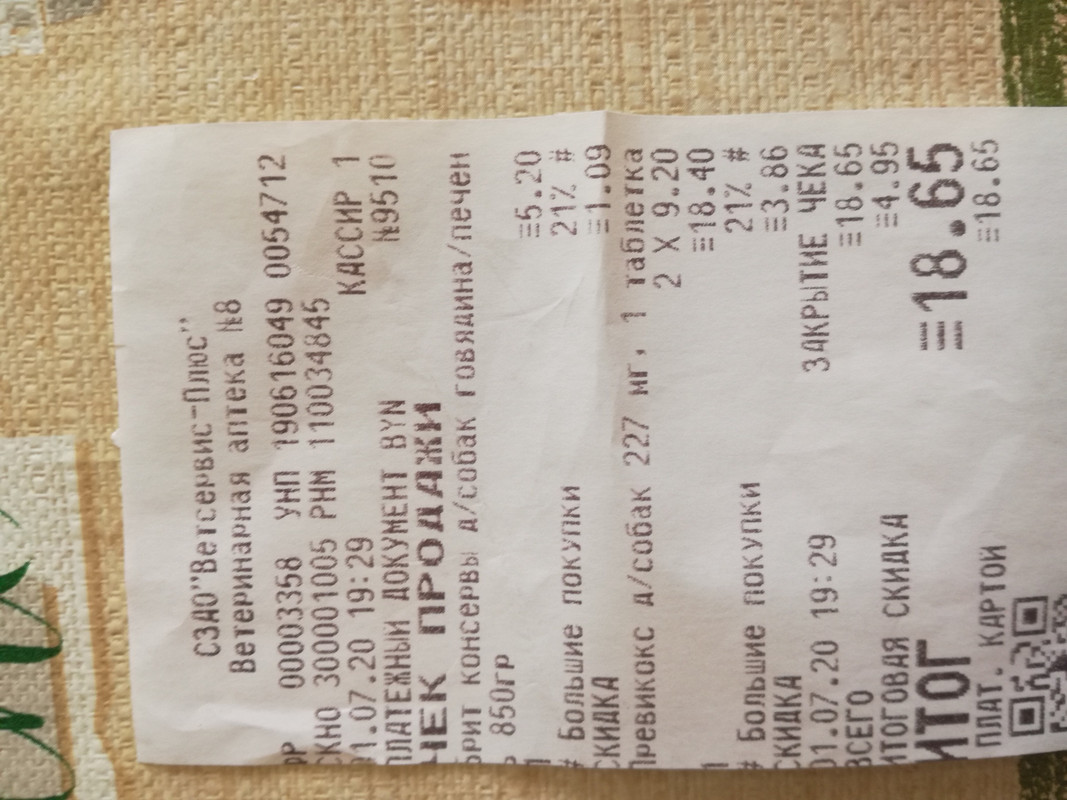 СЗАО"Ветсервис-Плюс"
Ветеринарная аптека №8
00003358 УНП 190616049 0054712
СКНО 300001005 РНМ 110034845
01.07.20 19:29 КАССИР 1
ПЛАТЕЖНЫЙ ДОКУМЕНТ BYN №9510
ЧЕК ПРОДАЖИ
Брит консервы д/собак говядина/печен
850гр
≡5.20
# Большие покупки 21% #
СКИДКА ≡1.09
Превикокс д/собак 227 мг, 1 таблетка
2 X 9.20
≡18.40
# Большие покупки 21% #
СКИДКА ≡3.86
01.07.20 19:29 ЗАКРЫТИЕ ЧЕКА
ВСЕГО ≡18.65
ИТОГОВАЯ СКИДКА ≡4.95
ИТОГ ≡18.65
ПЛАТ. КАРТОЙ ≡18.65